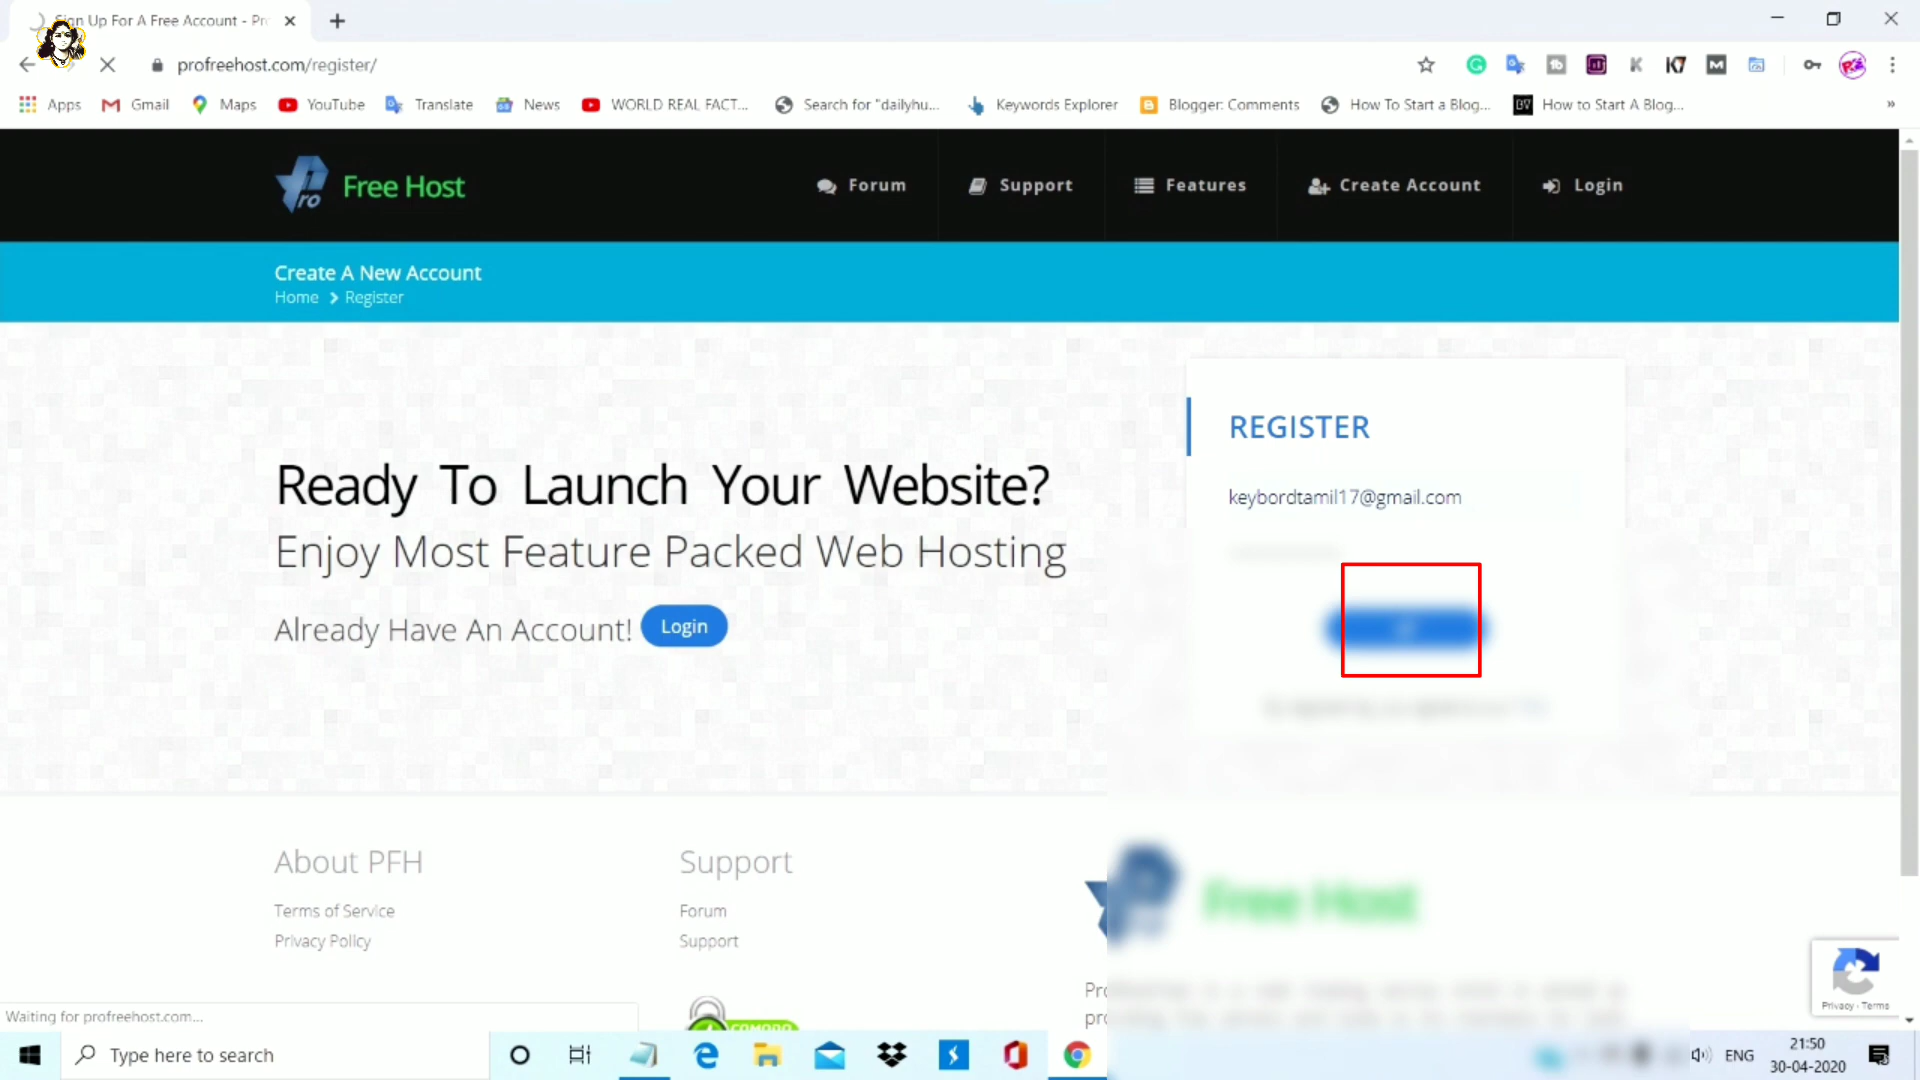 Sign Up For A Free Account - Pr
profreehost.com/register/
Apps Gmail Maps YouTube Translate News WORLD REAL FACT... Search for "dailyhu... Keywords Explorer Blogger: Comments How To Start a Blog... How to Start A Blog... »
ro Free Host Forum Support Features Create Account Login
Create A New Account
Home Register
REGISTER
Ready To Launch Your Website?
keybordtamil17@gmail.com
Enjoy Most Feature Packed Web Hosting
Already Have An Account! Login
About PFH Support
Free Host
Terms of Service Forum
Privacy Policy Support
Privacy - Terms
Waiting for profreehost.com...
COMODO
Type here to search
ENG
21:50
30-04-2020